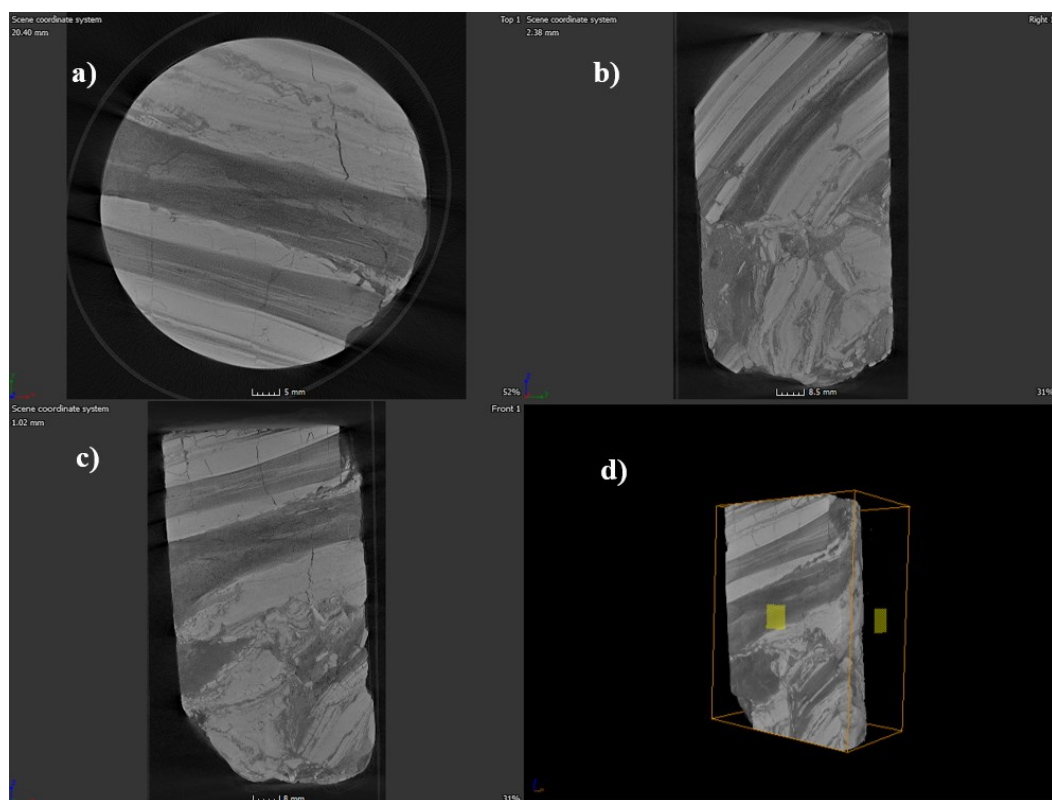 Scene coordinate system
20.40 mm
Top 1
a)
5 mm
52%
Scene coordinate system
2.38 mm
Right
b)
8.5 mm
31%
Scene coordinate system
1.02 mm
Front 1
c)
8 mm
31%
d)